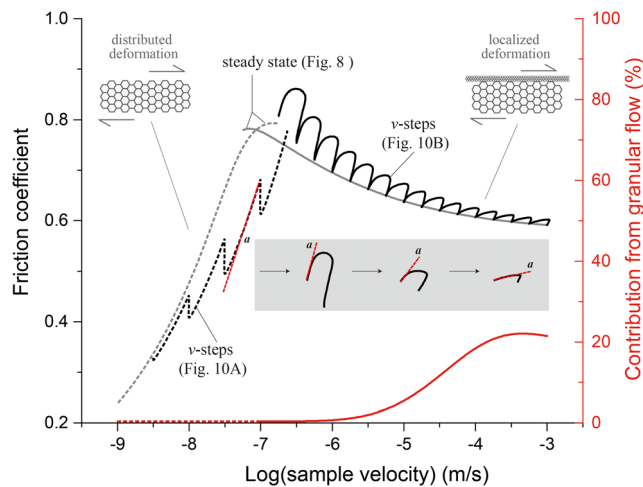 distributed
deformation
steady state (Fig. 8 )
localized
deformation
v-steps
(Fig. 10B)
a
v-steps
(Fig. 10A)
a
a
a
Friction coefficient
1.0
0.8
0.6
0.4
0.2
Contribution from granular flow (%)
100
80
60
40
20
0
-9
-8
-7
-6
-5
-4
-3
Log(sample velocity) (m/s)